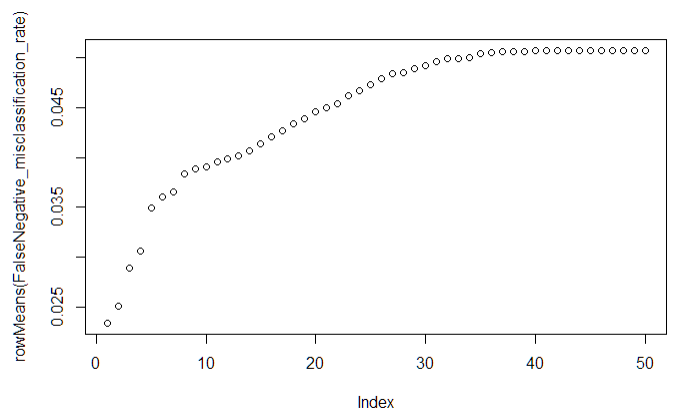 rowMeans(FalseNegative_misclassification_rate)
0.045
0.035
0.025
0 10 20 30 40 50
Index